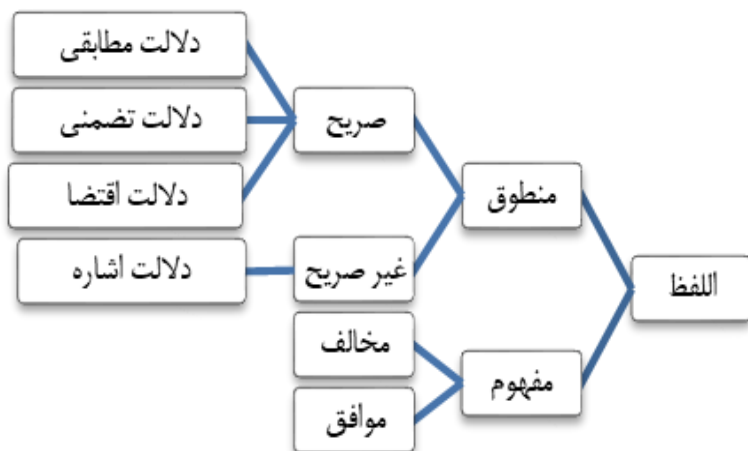 اللفظ
منطوق
صریح
دلالت مطابقی
دلالت تضمنی
دلالت اقتضا
غیر صریح
دلالت اشاره
مفهوم
مخالف
موافق